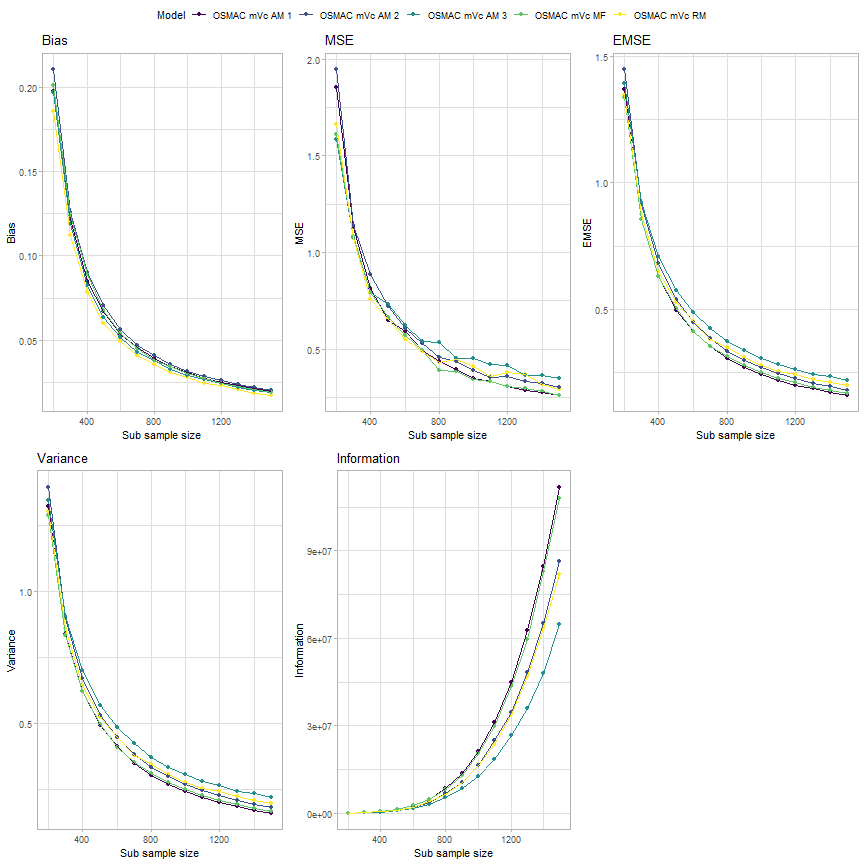 Model OSMAC mVc AM 1 OSMAC mVc AM 2 OSMAC mVc AM 3 OSMAC mVc MF OSMAC mVc RM
Bias
0.20
0.15
0.10
0.05
Bias
400 800 1200
Sub sample size
MSE
2.0
1.5
1.0
0.5
MSE
400 800 1200
Sub sample size
EMSE
1.5
1.0
0.5
EMSE
400 800 1200
Sub sample size
Variance
1.0
0.5
Variance
400 800 1200
Sub sample size
Information
9e+07
6e+07
3e+07
0e+00
Information
400 800 1200
Sub sample size